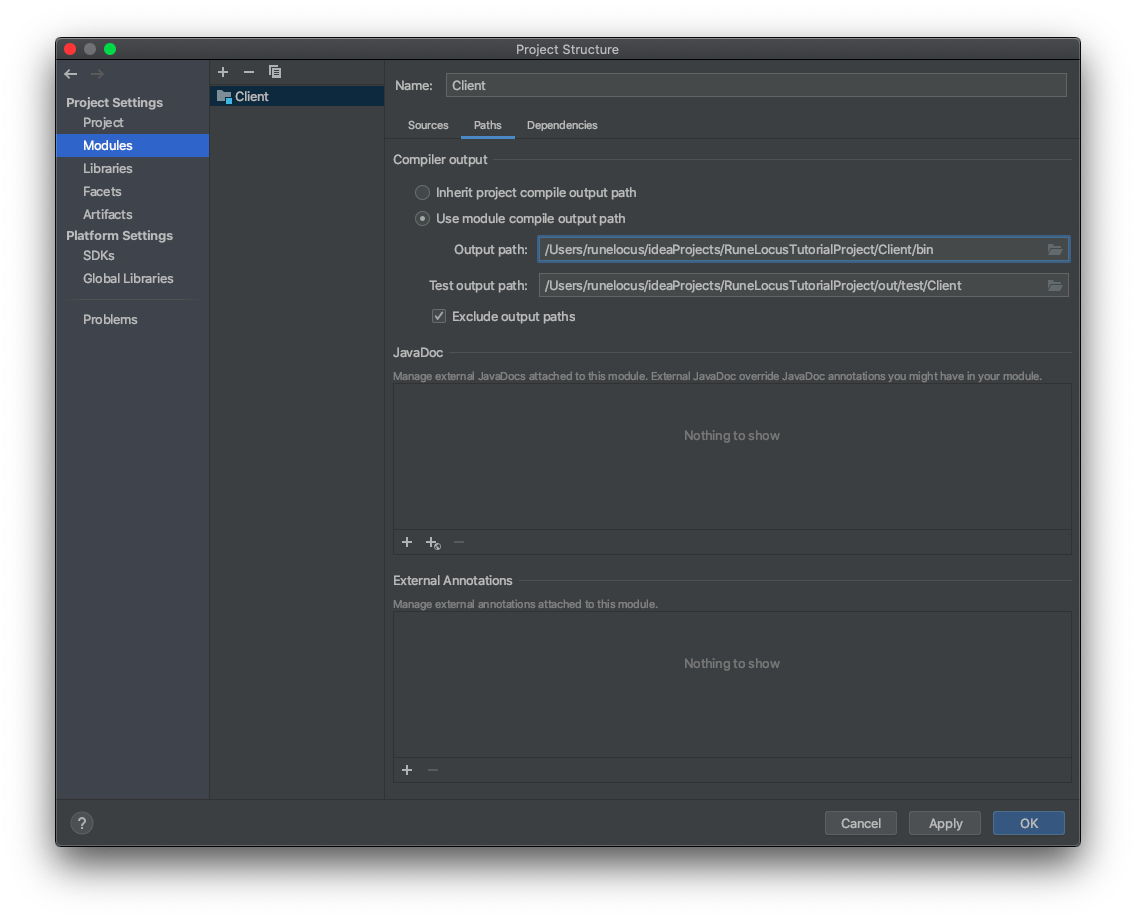 Project Structure
Project Settings
Project
Modules
Libraries
Facets
Artifacts
Platform Settings
SDKs
Global Libraries
Problems
Client
Name: Client
Sources Paths Dependencies
Compiler output
Inherit project compile output path
Use module compile output path
Output path: /Users/runelocus/ideaProjects/RuneLocusTutorialProject/Client/bin
Test output path: /Users/runelocus/ideaProjects/RuneLocusTutorialProject/out/test/Client
Exclude output paths
JavaDoc
Manage external JavaDocs attached to this module. External JavaDoc override JavaDoc annotations you might have in your module.
Nothing to show
External Annotations
Manage external annotations attached to this module.
Nothing to show
? Cancel Apply OK